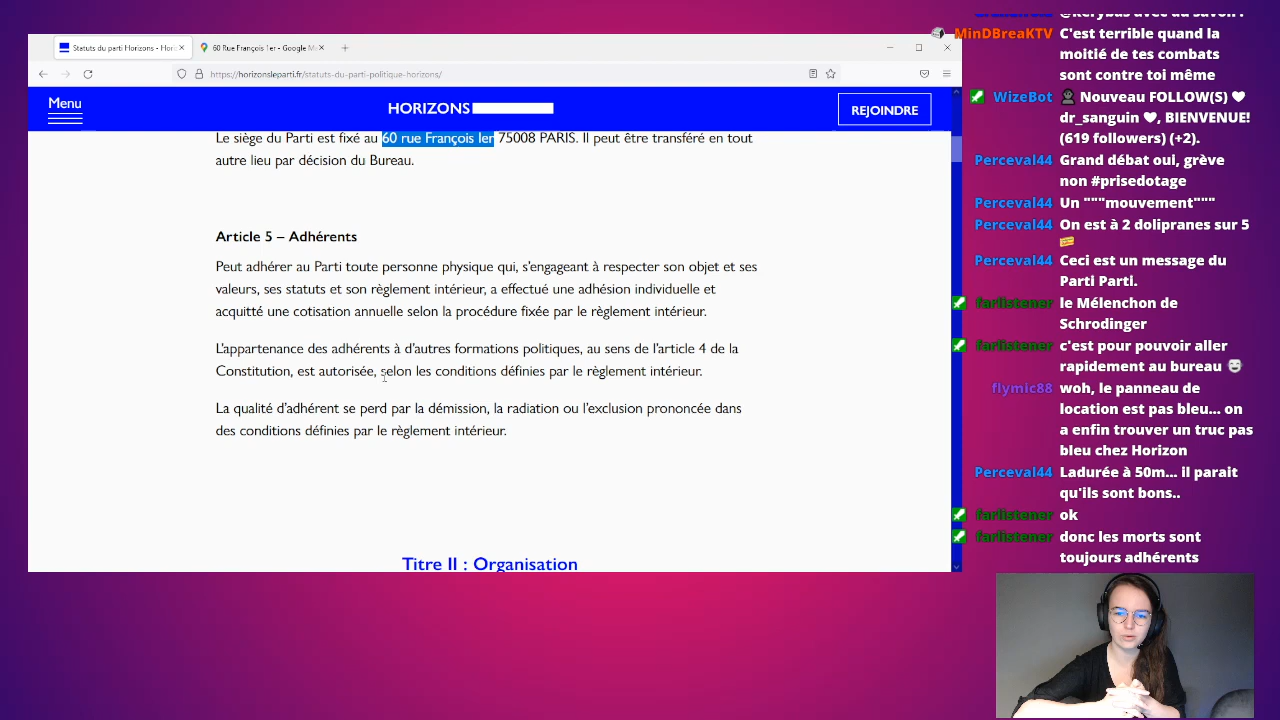 Statuts du parti Horizons - Hori
60 Rue François 1er - Google M
https://horizonsleparti.fr/statuts-du-parti-politique-horizons/
Menu
HORIZONS
REJOINDRE
Le siège du Parti est fixé au 60 rue François Ier 75008 PARIS. Il peut être transféré en tout
autre lieu par décision du Bureau.
Article 5 – Adhérents
Peut adhérer au Parti toute personne physique qui, s’engageant à respecter son objet et ses
valeurs, ses statuts et son règlement intérieur, a effectué une adhésion individuelle et
acquitté une cotisation annuelle selon la procédure fixée par le règlement intérieur.
L’appartenance des adhérents à d’autres formations politiques, au sens de l’article 4 de la
Constitution, est autorisée, selon les conditions définies par le règlement intérieur.
La qualité d’adhérent se perd par la démission, la radiation ou l’exclusion prononcée dans
des conditions définies par le règlement intérieur.
Titre II : Organisation
MinDBreaKTV C'est terrible quand la
moitié de tes combats
sont contre toi même
WizeBot Nouveau FOLLOW(S)
dr_sanguin , BIENVENUE!
(619 followers) (+2).
Perceval44 Grand débat oui, grève
non #prisedotage
Perceval44 Un """mouvement"""
Perceval44 On est à 2 dolipranes sur 5
Perceval44 Ceci est un message du
Parti Parti.
farlistener le Mélenchon de
Schrodinger
farlistener c'est pour pouvoir aller
rapidement au bureau
flymic88 woh, le panneau de
location est pas bleu... on
a enfin trouver un truc pas
bleu chez Horizon
Perceval44 Ladurée à 50m... il parait
qu'ils sont bons..
farlistener ok
farlistener donc les morts sont
toujours adhérents